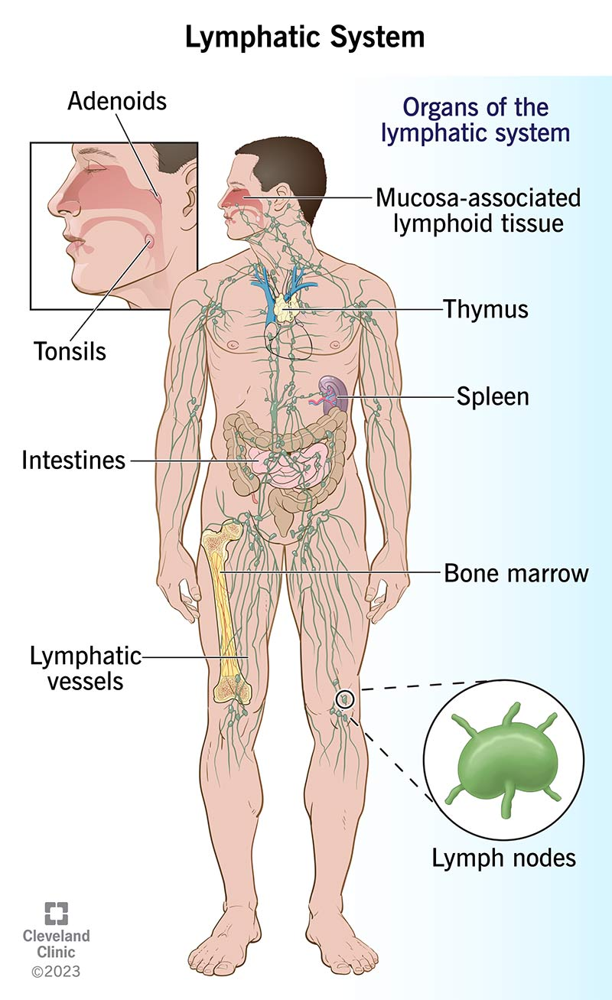 Lymphatic System
Adenoids
Organs of the
lymphatic system
Mucosa-associated
lymphoid tissue
Thymus
Tonsils
Spleen
Intestines
Bone marrow
Lymphatic
vessels
Lymph nodes
Cleveland
Clinic
©2023